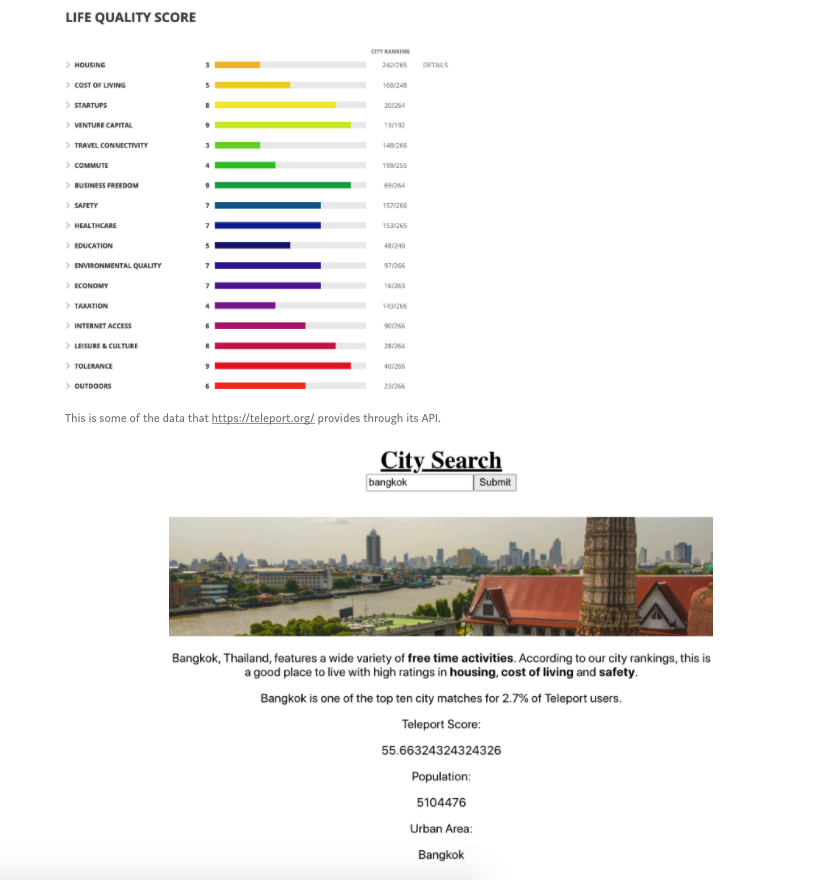 LIFE QUALITY SCORE
CITY RANKING
HOUSING 3 242/265 DETAILS
COST OF LIVING 5 168/248
STARTUPS 8 20/264
VENTURE CAPITAL 9 13/192
TRAVEL CONNECTIVITY 3 148/266
COMMUTE 4 199/255
BUSINESS FREEDOM 9 69/264
SAFETY 7 157/266
HEALTHCARE 7 153/265
EDUCATION 5 48/240
ENVIRONMENTAL QUALITY 7 97/266
ECONOMY 7 16/263
TAXATION 4 143/266
INTERNET ACCESS 6 90/266
LEISURE & CULTURE 8 28/264
TOLERANCE 9 40/266
OUTDOORS 6 23/266
This is some of the data that https://teleport.org/ provides through its API.
City Search
bangkok Submit
Bangkok, Thailand, features a wide variety of free time activities. According to our city rankings, this is
a good place to live with high ratings in housing, cost of living and safety.
Bangkok is one of the top ten city matches for 2.7% of Teleport users.
Teleport Score:
55.66324324324326
Population:
5104476
Urban Area:
Bangkok